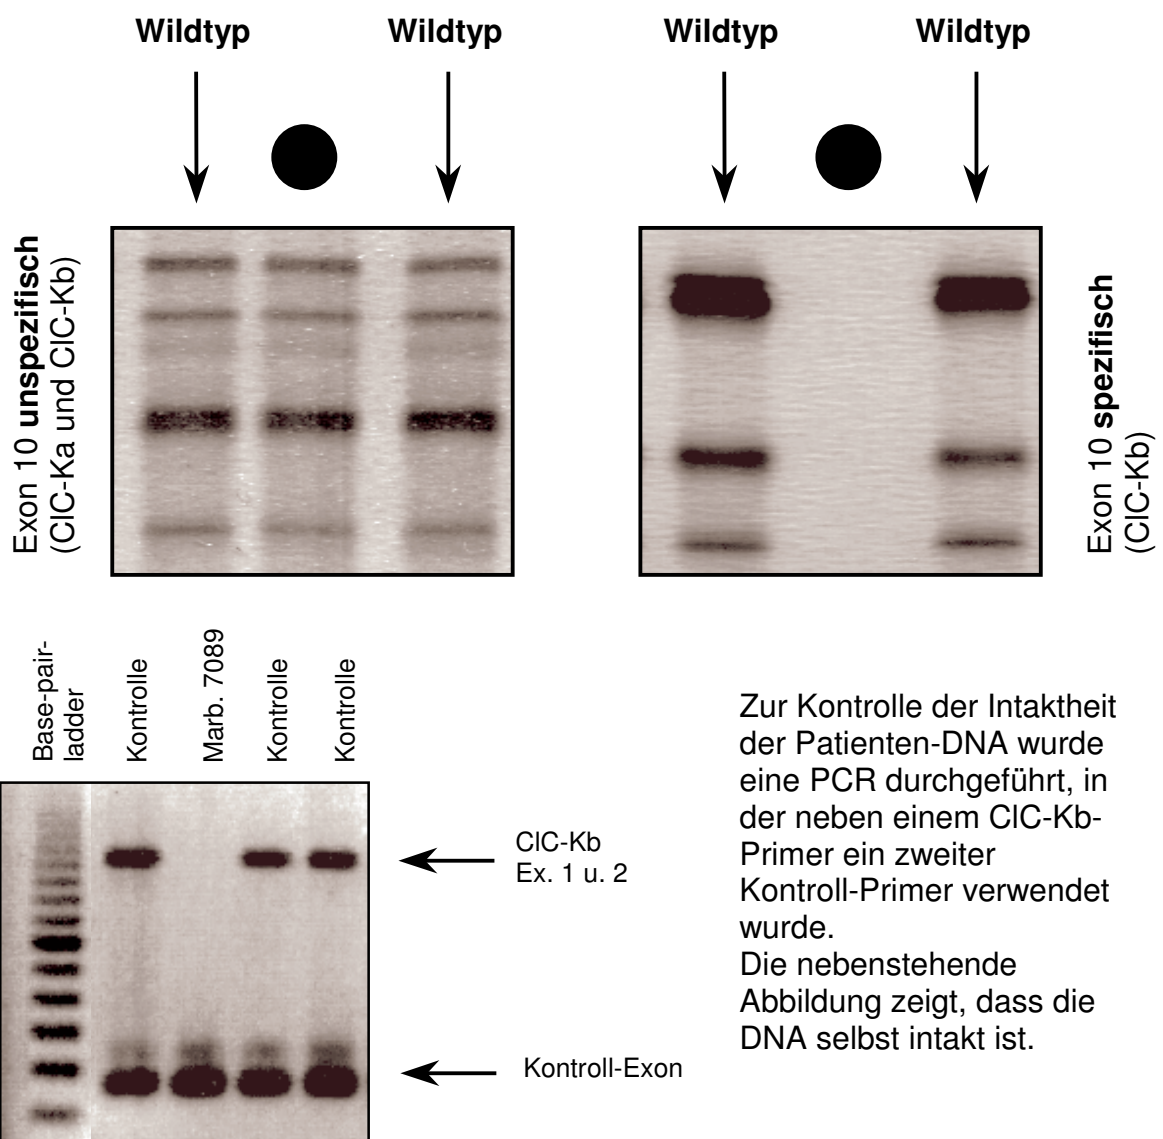 Wildtyp
Wildtyp
Wildtyp
Wildtyp
Exon 10 unspezifisch
(ClC-Ka und ClC-Kb)
Exon 10 spezifisch
(ClC-Kb)
Base-pair-
ladder
Kontrolle
Marb. 7089
Kontrolle
Kontrolle
ClC-Kb
Ex. 1 u. 2
Kontroll-Exon
Zur Kontrolle der Intaktheit
der Patienten-DNA wurde
eine PCR durchgeführt, in
der neben einem ClC-Kb-
Primer ein zweiter
Kontroll-Primer verwendet
wurde.
Die nebenstehende
Abbildung zeigt, dass die
DNA selbst intakt ist.